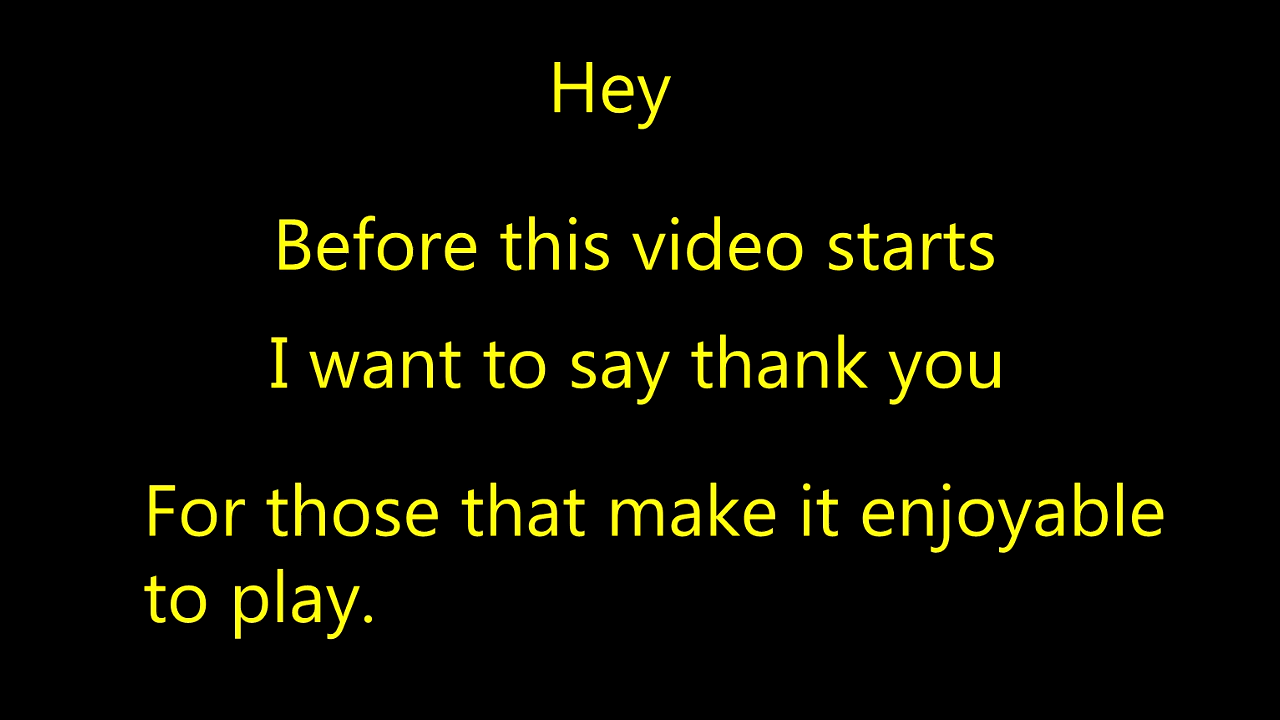 Hey
Before this video starts
I want to say thank you
For those that make it enjoyable
to play.